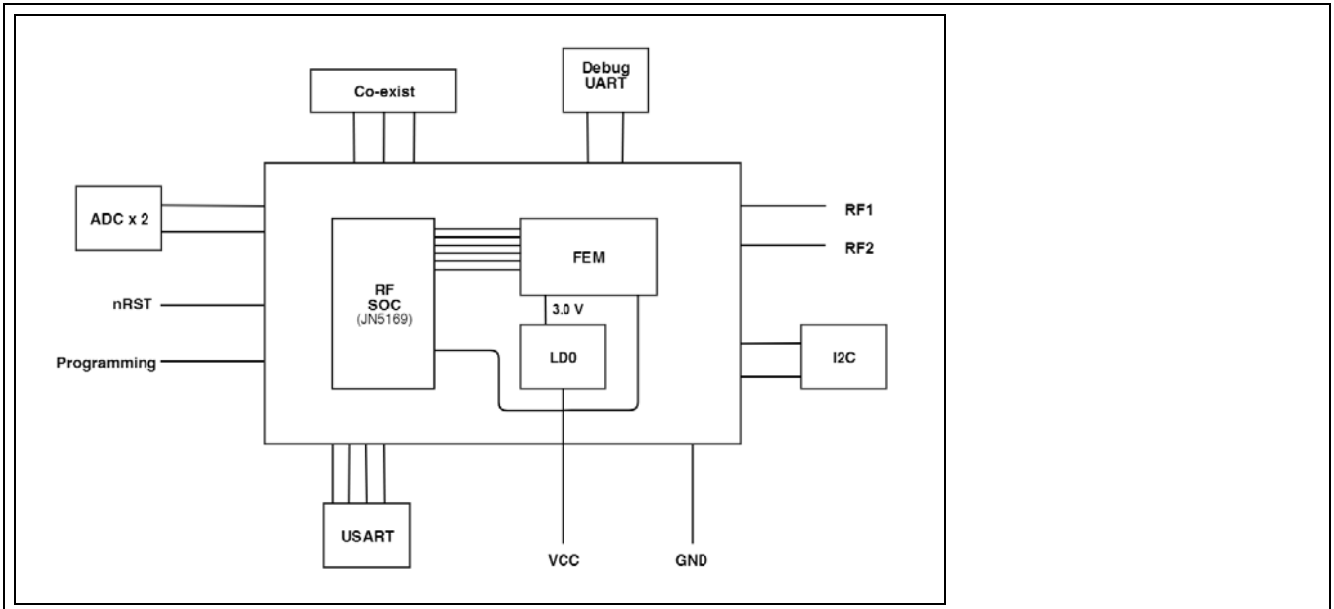 Debug
UART
Co-exist
ADC x 2
RF1
RF2
FEM
nRST
RF
SOC
(JN5169)
3.0 V
LD0
I2C
Programming
USART
VCC
GND